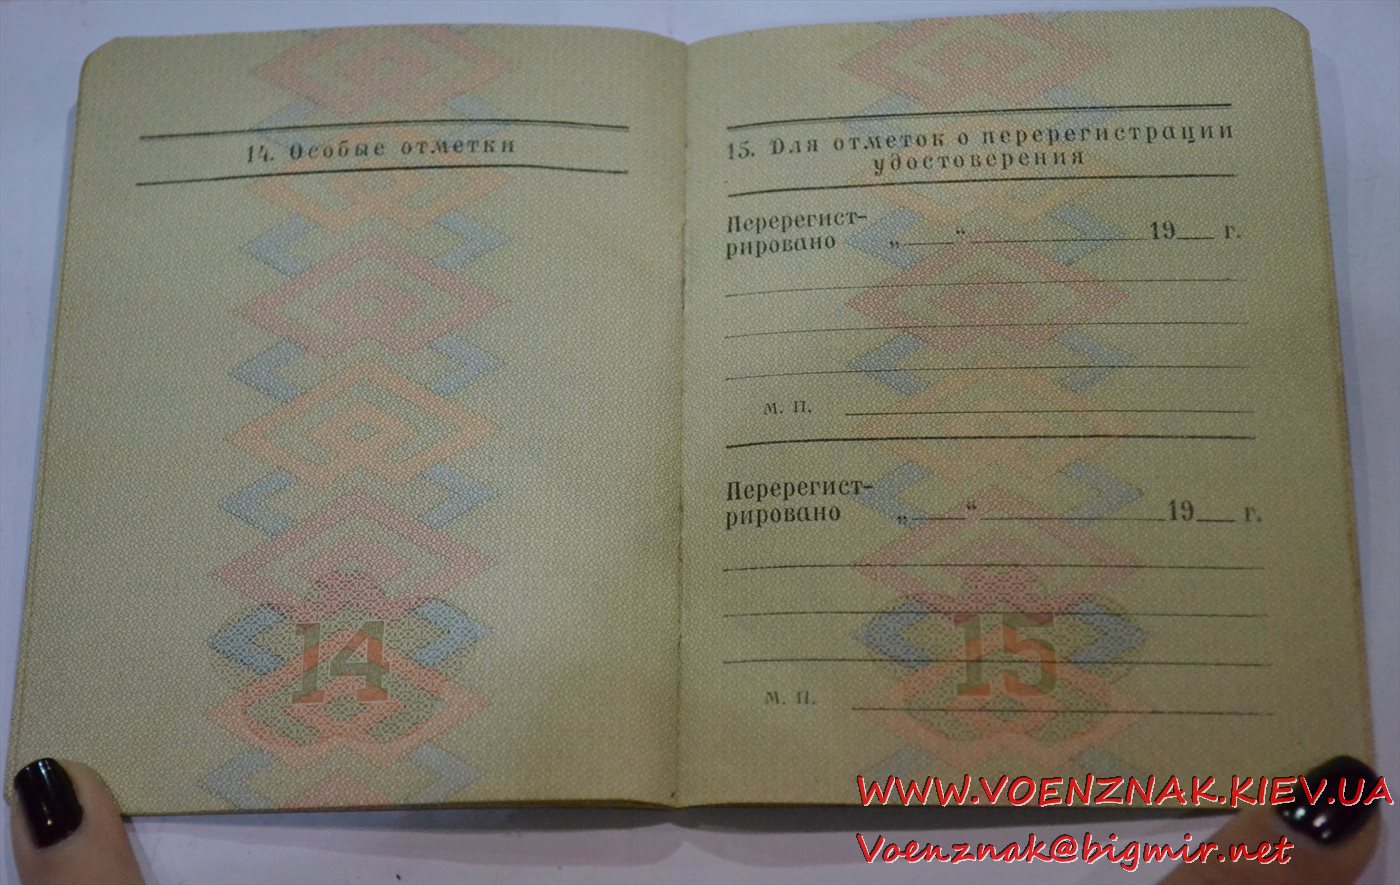 14. Особые отметки
14
15. Для отметок о перерегистрации
удостоверения
Перерегист-
рировано „ “ 19 г.
М. П.
Перерегист-
рировано „ “ 19 г.
М. П.
15
WWW.VOENZNAK.KIEV.UA
Voenznak@bigmir.net